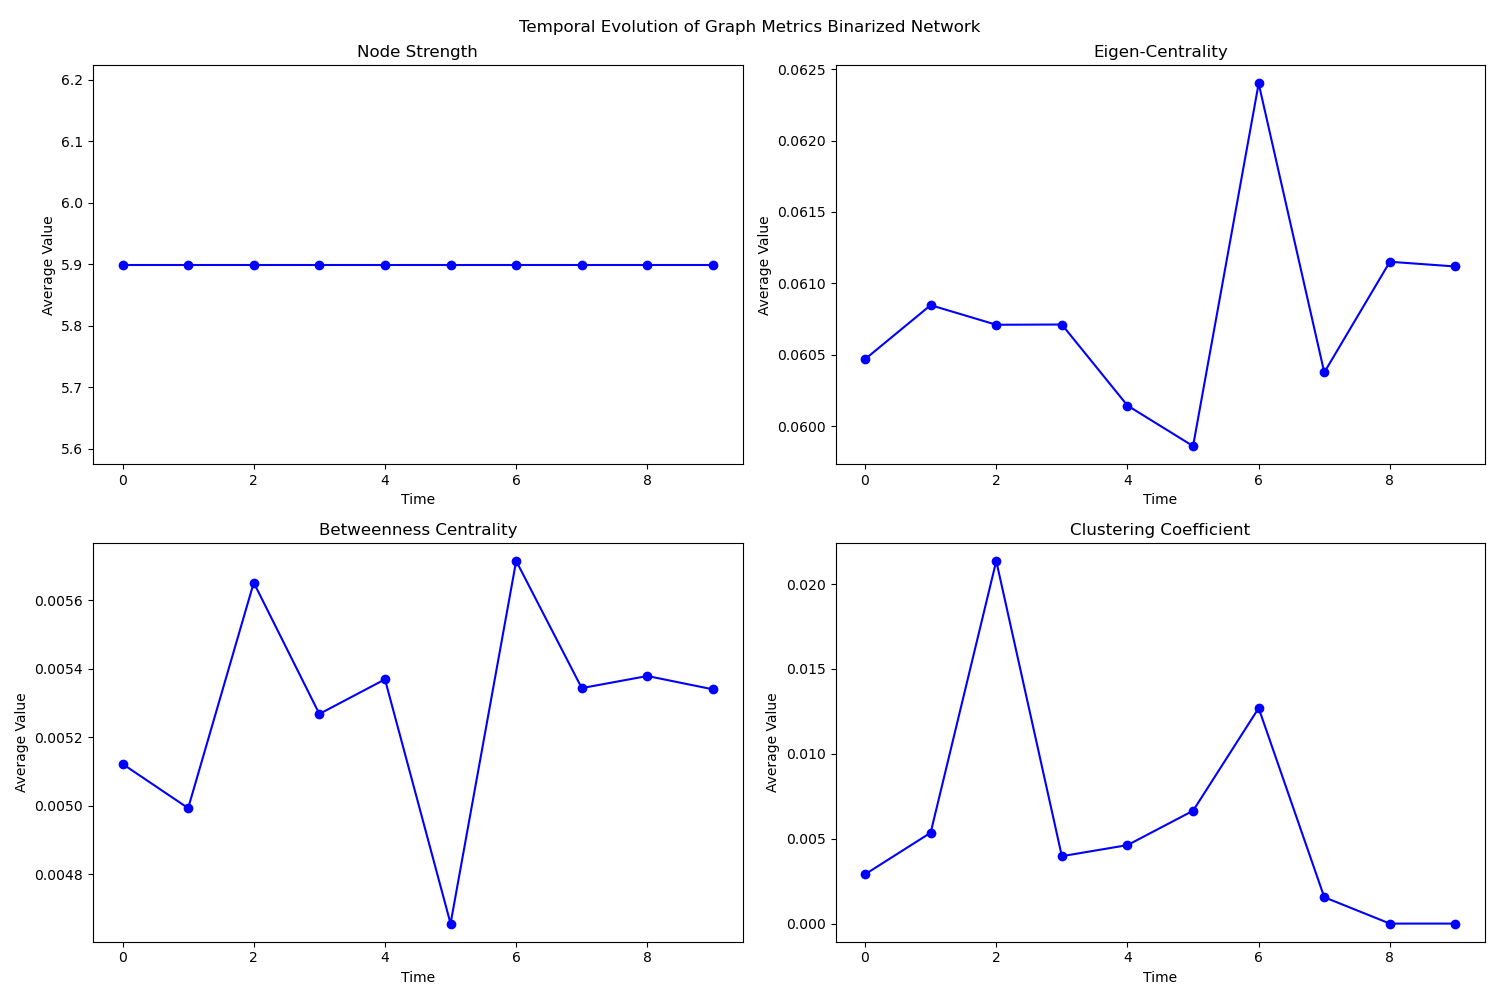 Temporal Evolution of Graph Metrics Binarized Network
Node Strength
6.2
6.1
6.0
5.9
5.8
5.7
5.6
Average Value
0 2 4 6 8
Time
Eigen-Centrality
0.0625
0.0620
0.0615
0.0610
0.0605
0.0600
Average Value
0 2 4 6 8
Time
Betweenness Centrality
0.0056
0.0054
0.0052
0.0050
0.0048
Average Value
0 2 4 6 8
Time
Clustering Coefficient
0.020
0.015
0.010
0.005
0.000
Average Value
0 2 4 6 8
Time